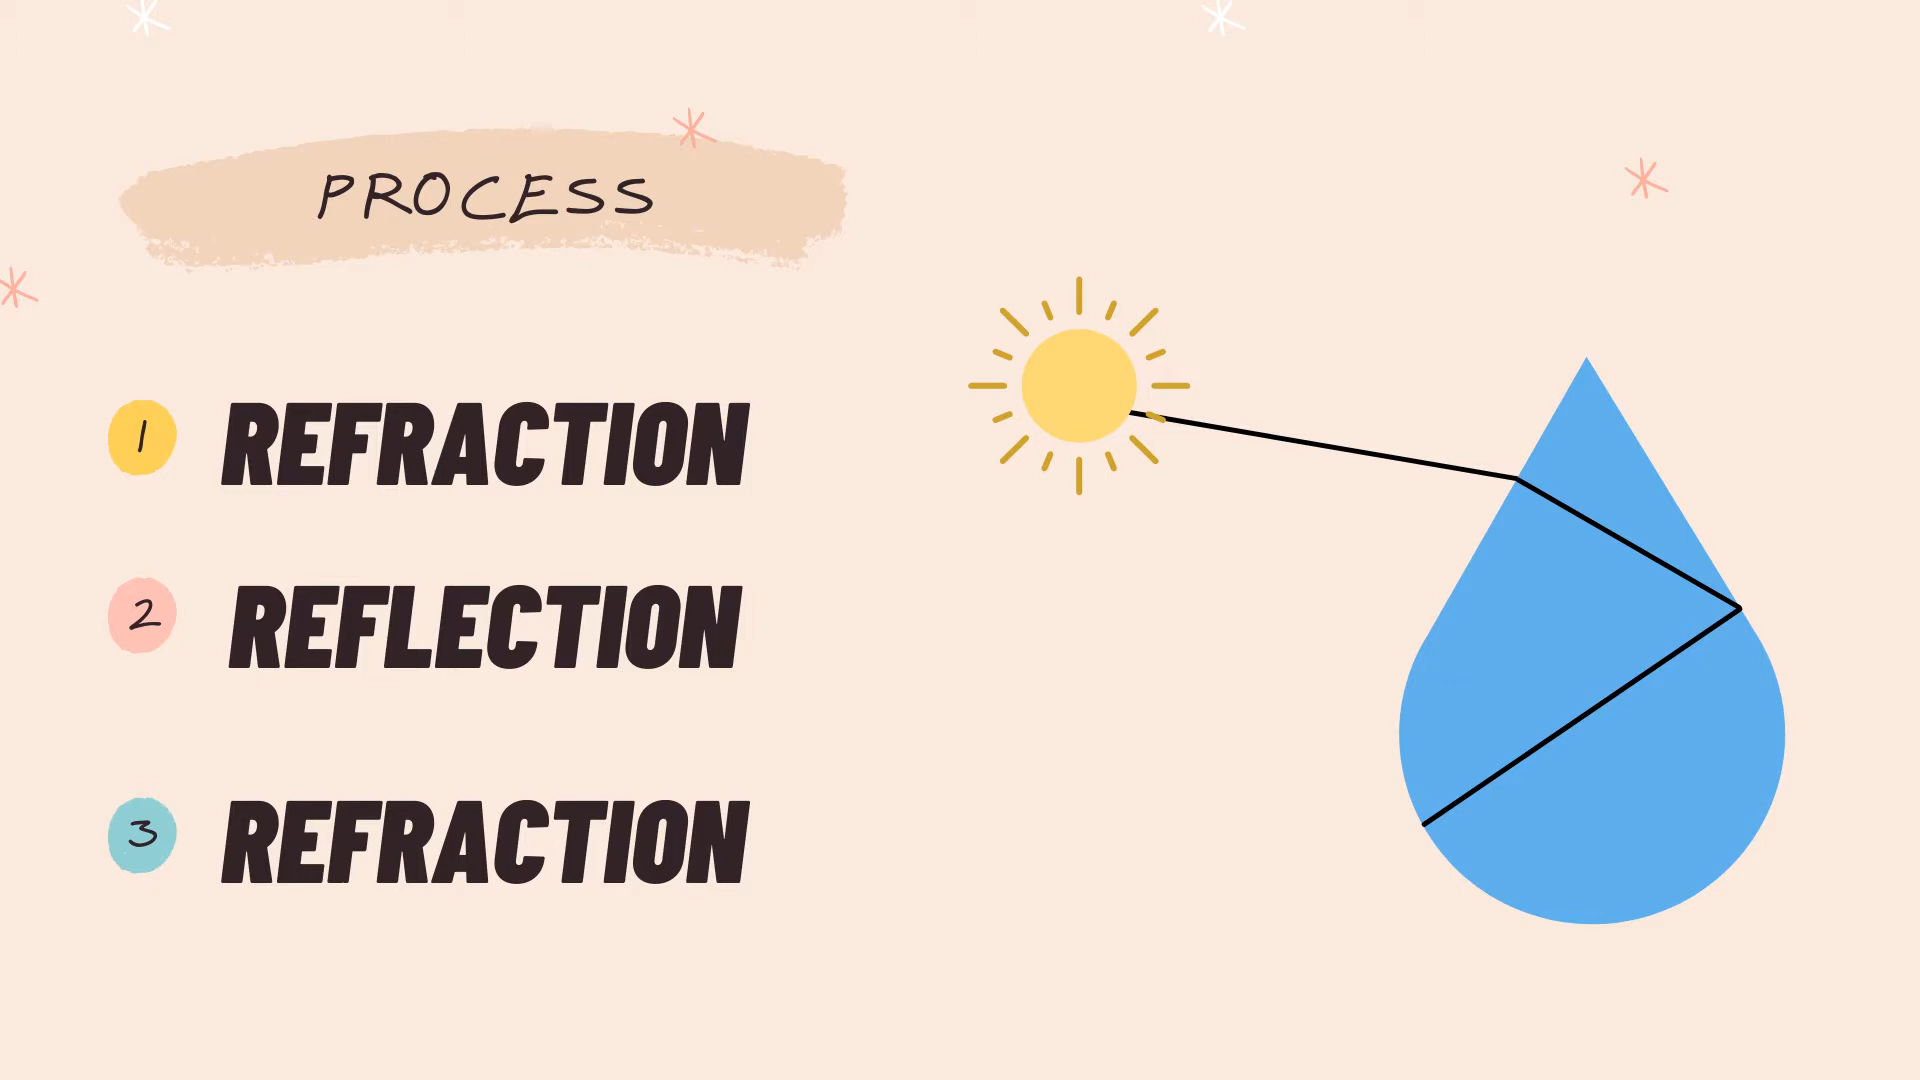 PROCESS
1 REFRACTION
2 REFLECTION
3 REFRACTION